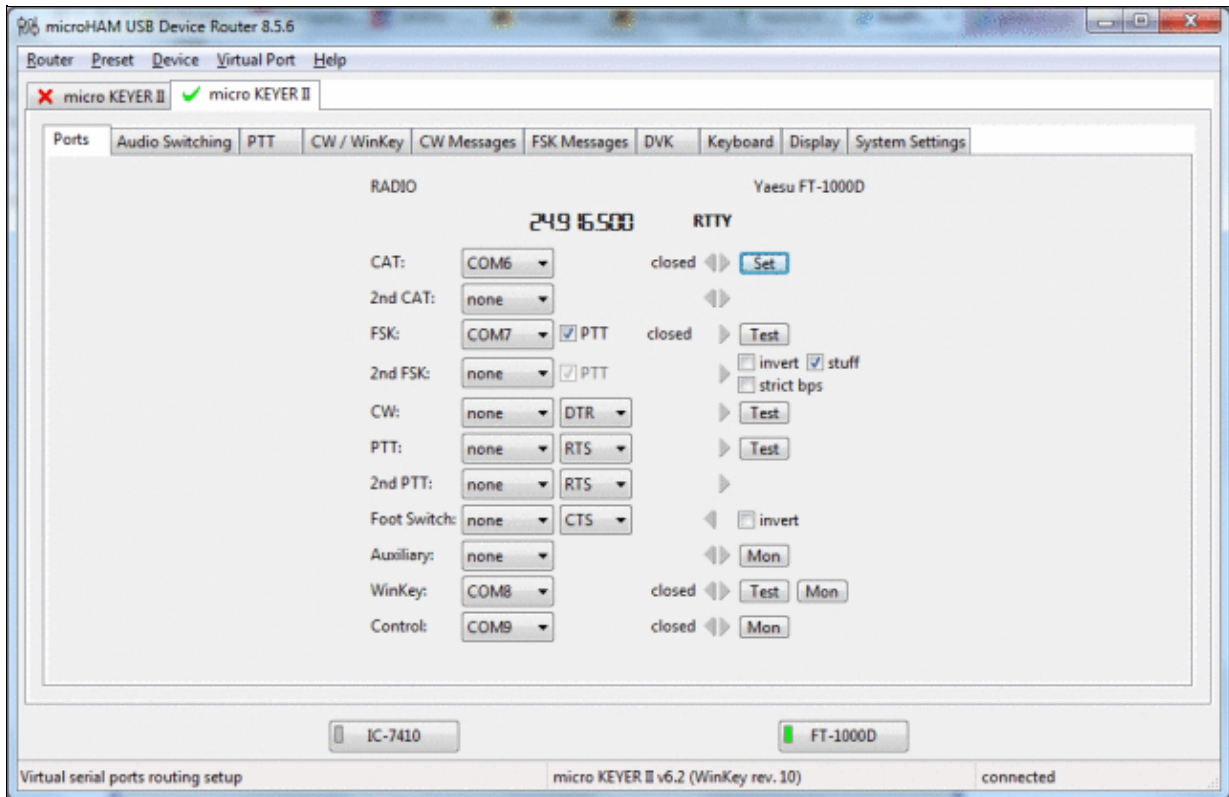 microHAM USB Device Router 8.5.6
Router Preset Device Virtual Port Help
micro KEYER II micro KEYER II
Ports Audio Switching PTT CW / WinKey CW Messages FSK Messages DVK Keyboard Display System Settings
RADIO Yaesu FT-1000D
24.916.500 RTTY
CAT: COM6 closed Set
2nd CAT: none
FSK: COM7 PTT closed Test
2nd FSK: none PTT invert stuff
strict bps
CW: none DTR Test
PTT: none RTS Test
2nd PTT: none RTS
Foot Switch: none CTS invert
Auxiliary: none Mon
WinKey: COM8 closed Test Mon
Control: COM9 closed Mon
IC-7410 FT-1000D
Virtual serial ports routing setup micro KEYER II v6.2 (WinKey rev. 10) connected